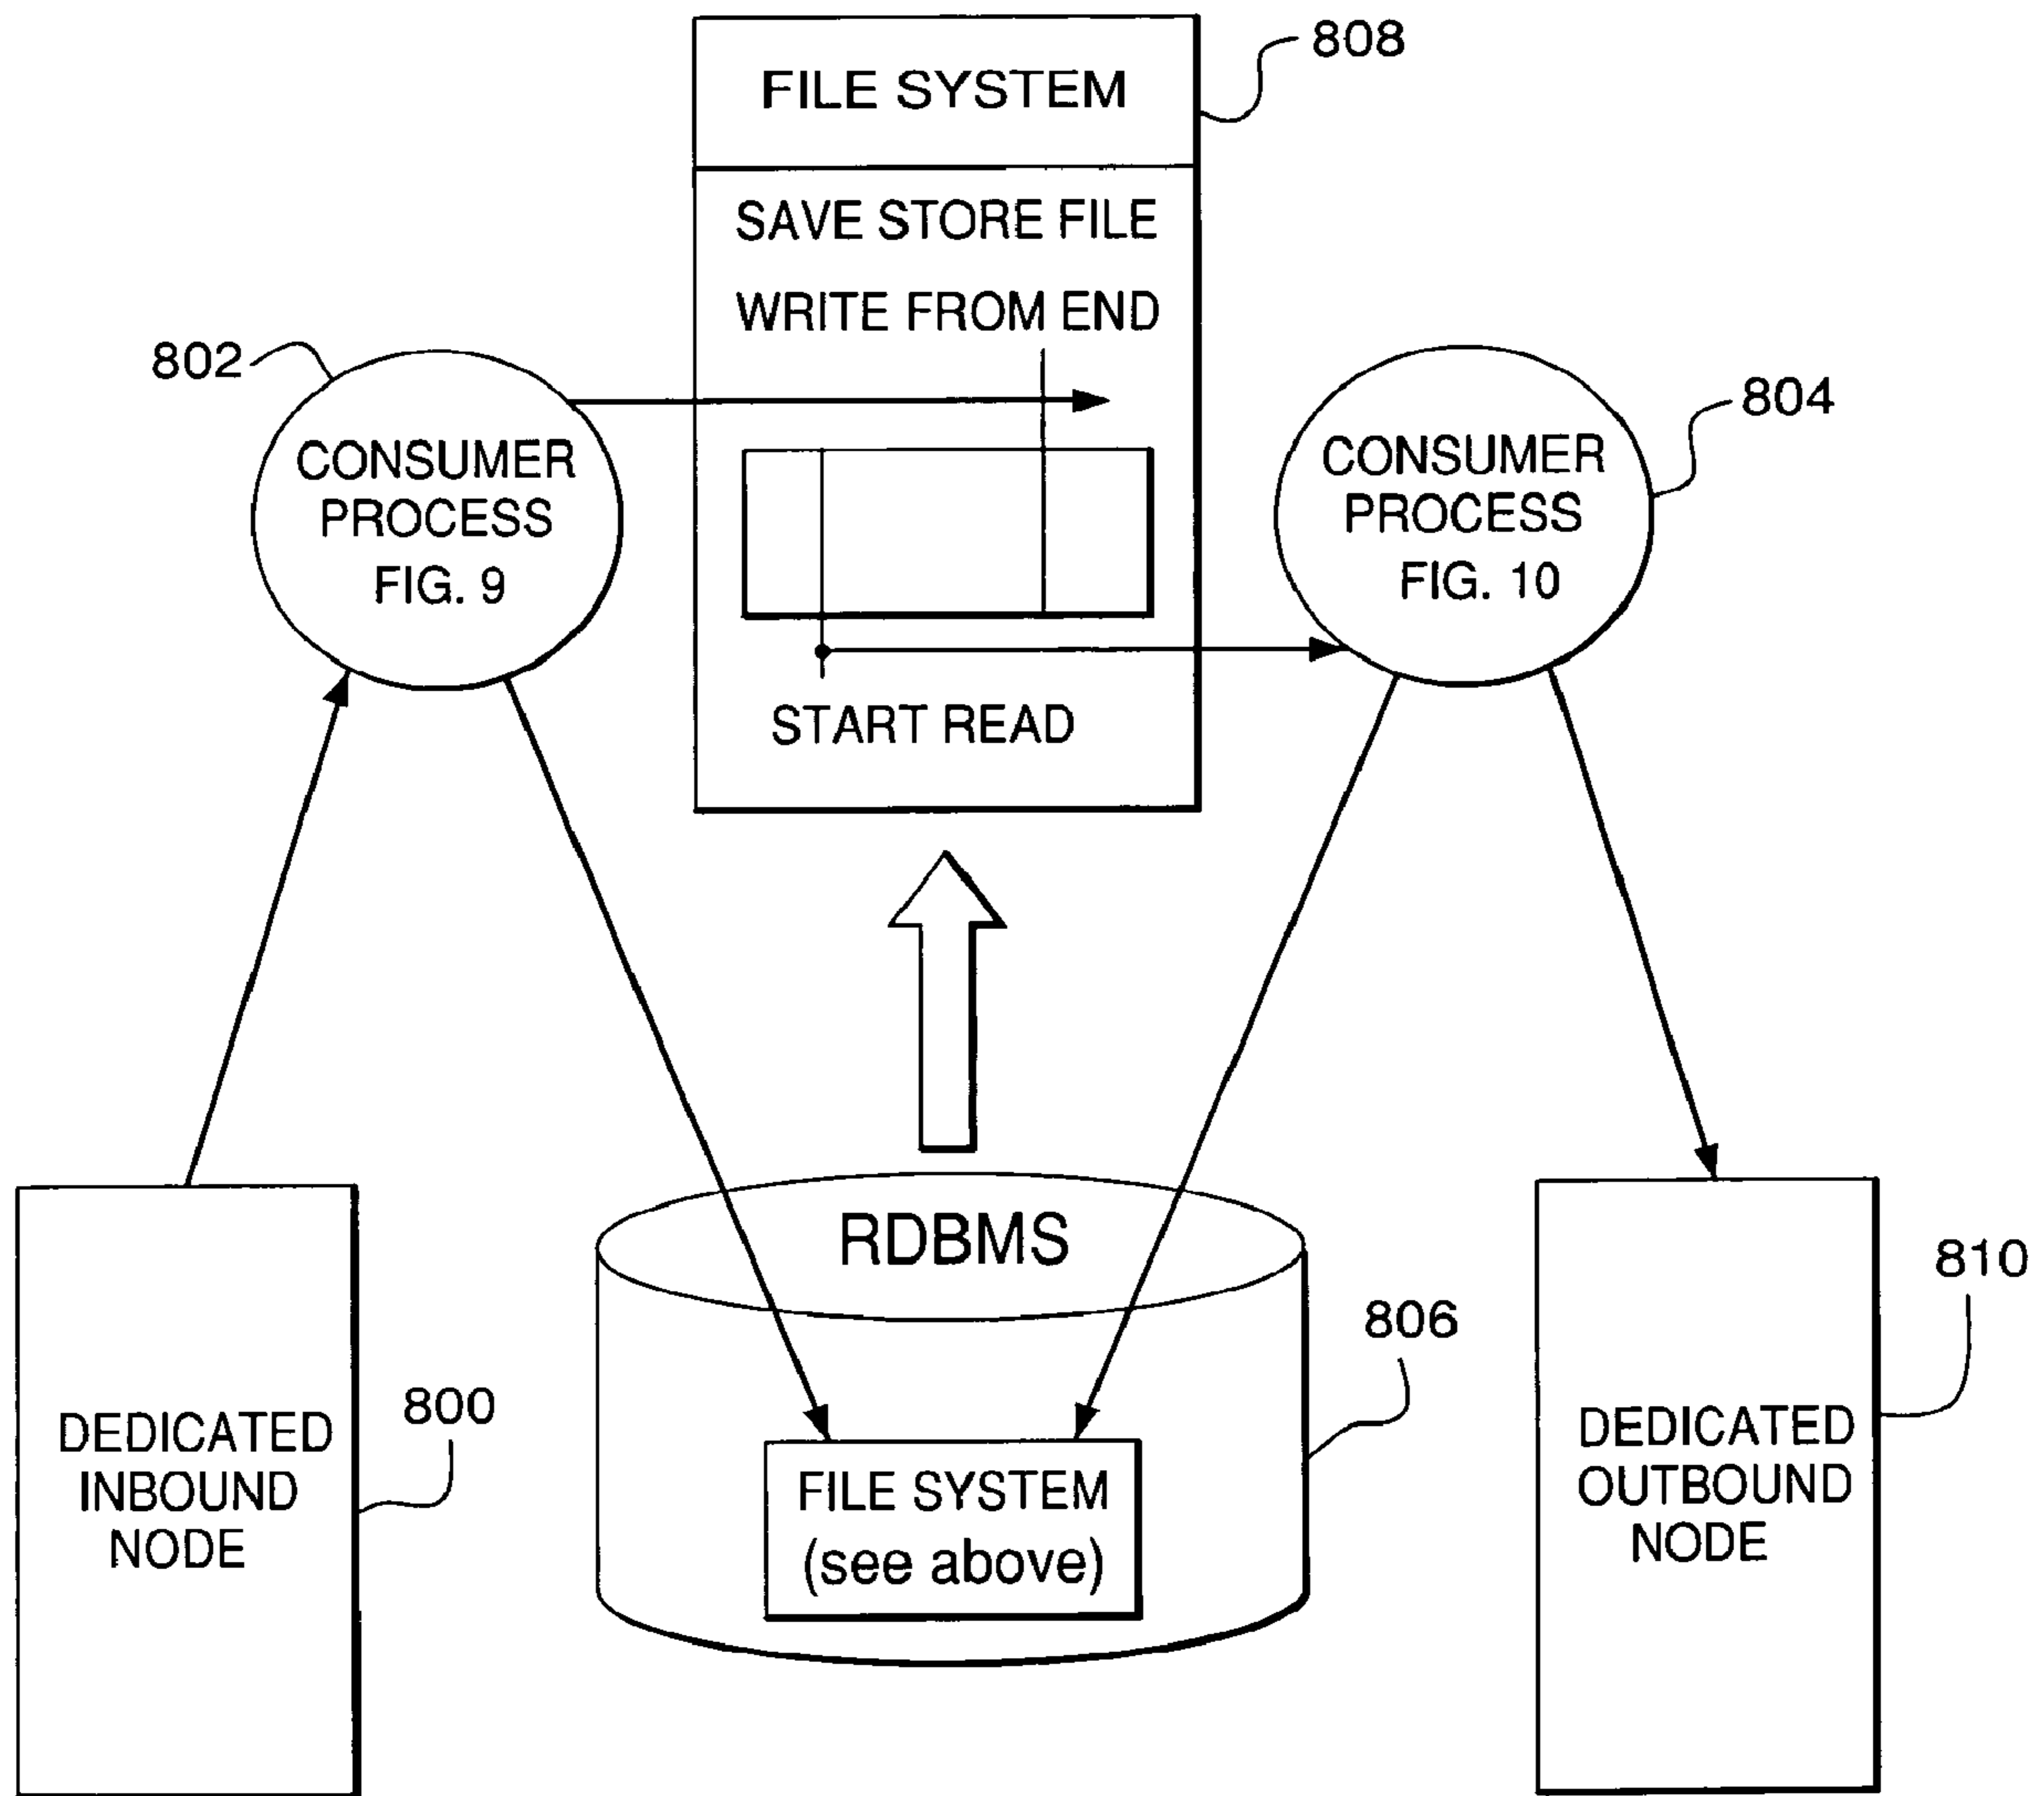 808
FILE SYSTEM
SAVE STORE FILE
WRITE FROM END
802
CONSUMER
PROCESS
FIG. 9
804
CONSUMER
PROCESS
FIG. 10
START READ
RDBMS
810
806
800
DEDICATED
INBOUND
NODE
FILE SYSTEM
(see above)
DEDICATED
OUTBOUND
NODE